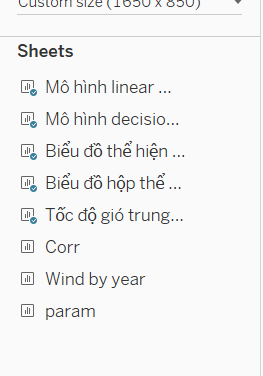 Custom size (1650 x 850)
Sheets
Mô hình linear ...
Mô hình decisio...
Biểu đồ thể hiện ...
Biểu đồ hộp thể ...
Tốc độ gió trung...
Corr
Wind by year
param